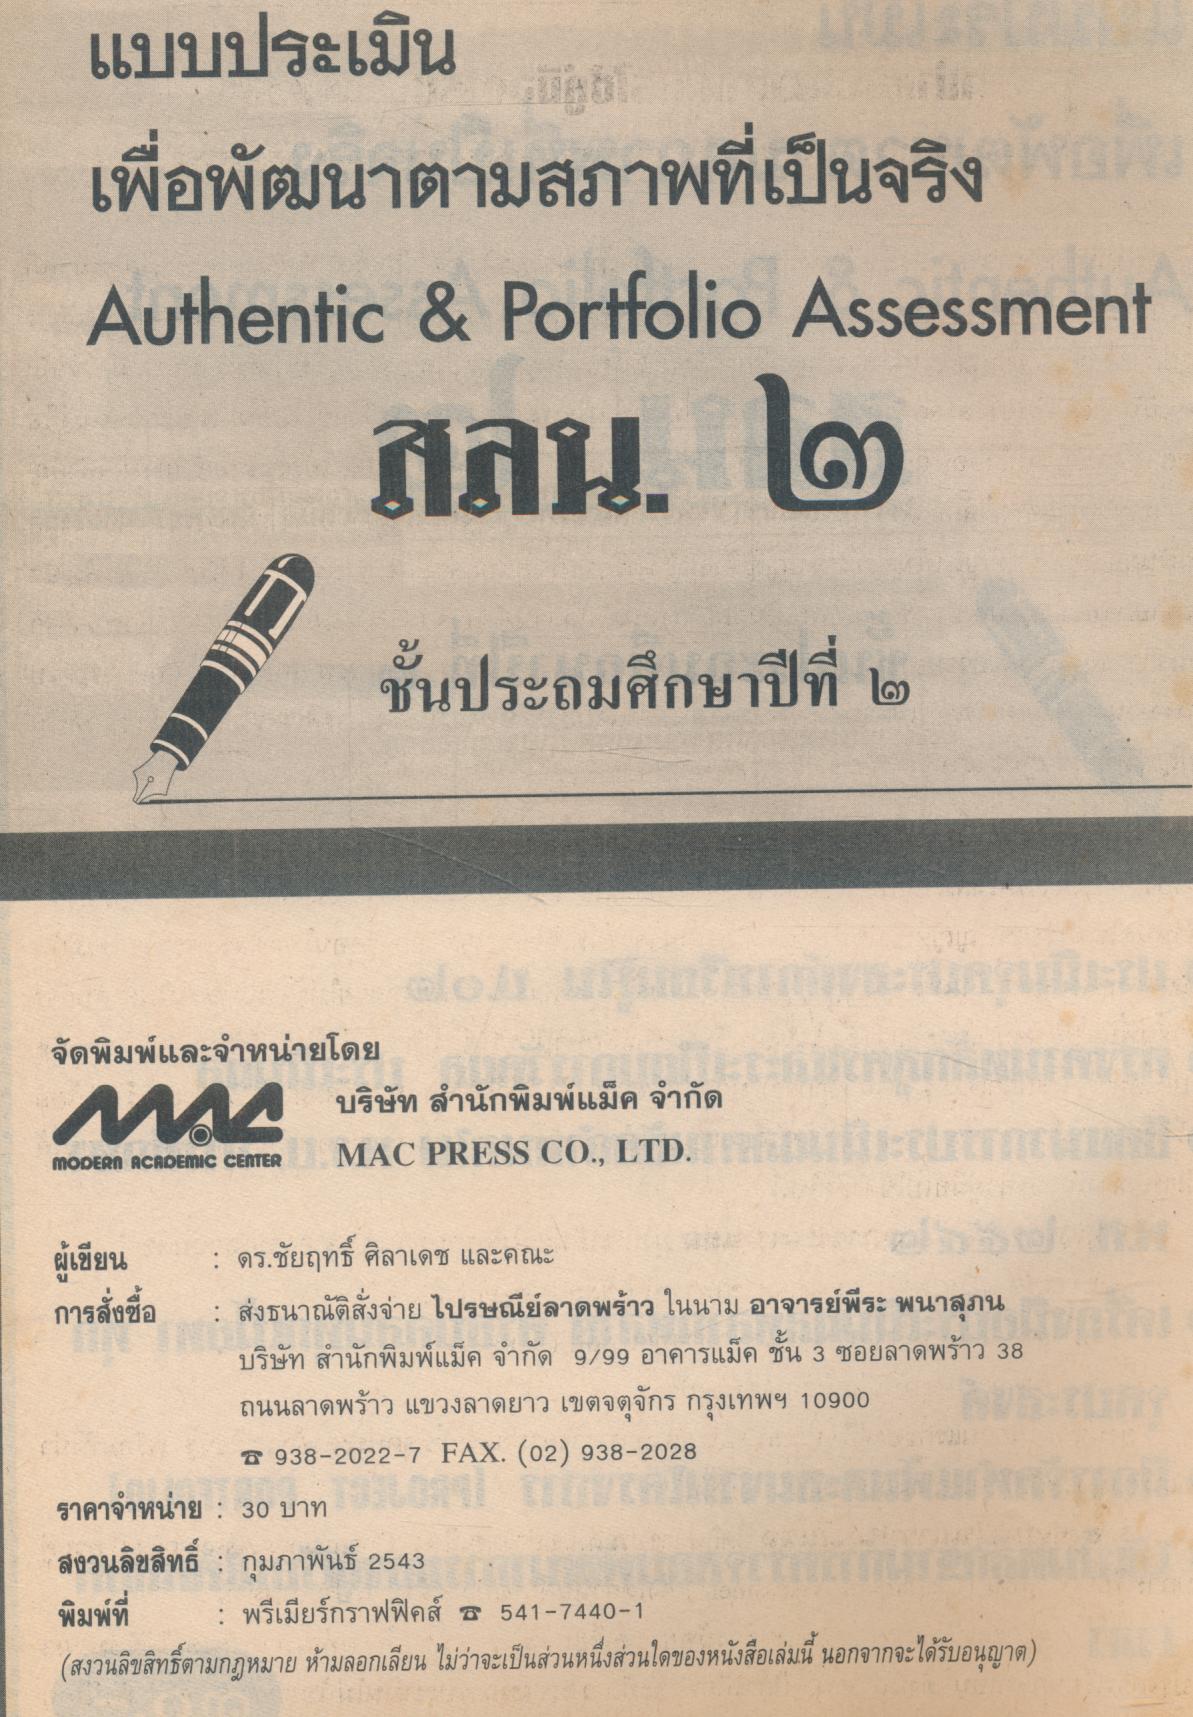 แบบประเมิน
เพื่อพัฒนาตามสภาพที่เป็นจริง
Authentic & Portfolio Assessment
สลน. ๒
ชั้นประถมศึกษาปีที่ ๒
จัดพิมพ์และจำหน่ายโดย
MAC
MODERN ACADEMIC CENTER
บริษัท สำนักพิมพ์แม็ค จำกัด
MAC PRESS CO., LTD.
ผู้เขียน : ดร.ชัยฤทธิ์ ศิลาเดช และคณะ
การสั่งซื้อ : ส่งธนาณัติสั่งจ่าย ไปรษณีย์ลาดพร้าว ในนาม อาจารย์พีระ พนาสุภน
บริษัท สำนักพิมพ์แม็ค จำกัด 9/99 อาคารแม็ค ชั้น 3 ซอยลาดพร้าว 38
ถนนลาดพร้าว แขวงลาดยาว เขตจตุจักร กรุงเทพฯ 10900
☎ 938-2022-7 FAX. (02) 938-2028
ราคาจำหน่าย : 30 บาท
สงวนลิขสิทธิ์ : กุมภาพันธ์ 2543
พิมพ์ที่ : พรีเมียร์กราฟฟิคส์ ☎ 541-7440-1
(สงวนลิขสิทธิ์ตามกฎหมาย ห้ามลอกเลียน ไม่ว่าจะเป็นส่วนหนึ่งส่วนใดของหนังสือเล่มนี้ นอกจากจะได้รับอนุญาต)